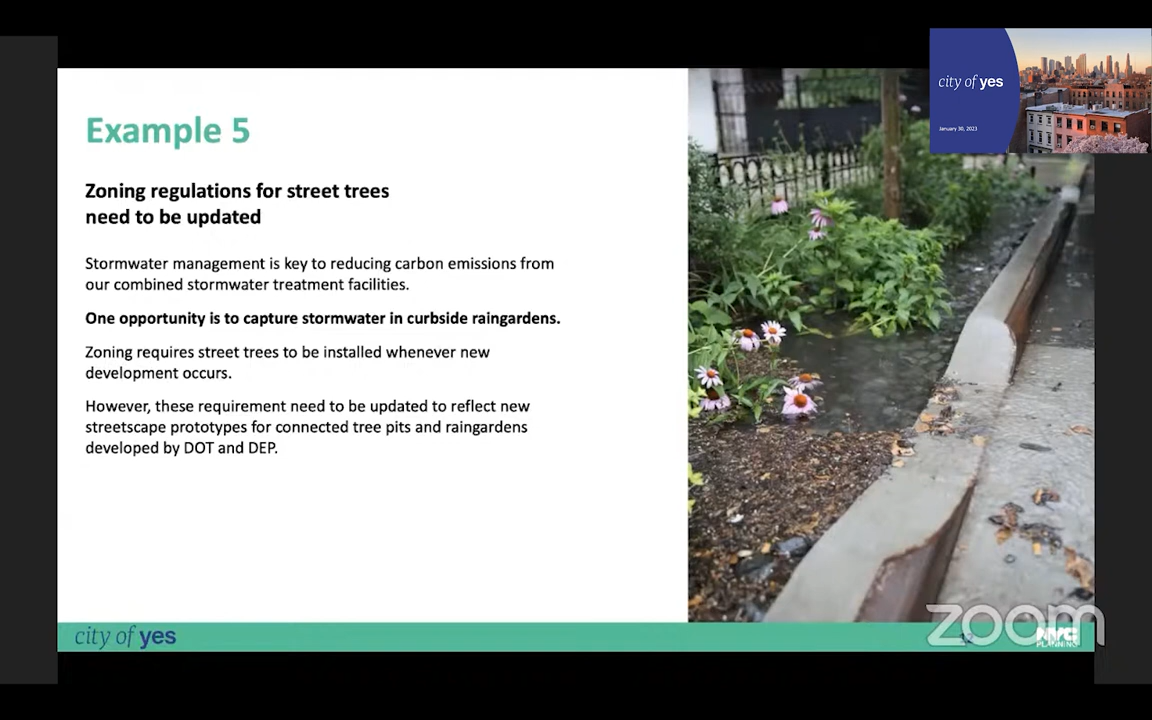 city of yes
January 30, 2023
Example 5
Zoning regulations for street trees
need to be updated
Stormwater management is key to reducing carbon emissions from
our combined stormwater treatment facilities.
One opportunity is to capture stormwater in curbside raingardens.
Zoning requires street trees to be installed whenever new
development occurs.
However, these requirement need to be updated to reflect new
streetscape prototypes for connected tree pits and raingardens
developed by DOT and DEP.
city of yes
zoom
NYC
PLANNING